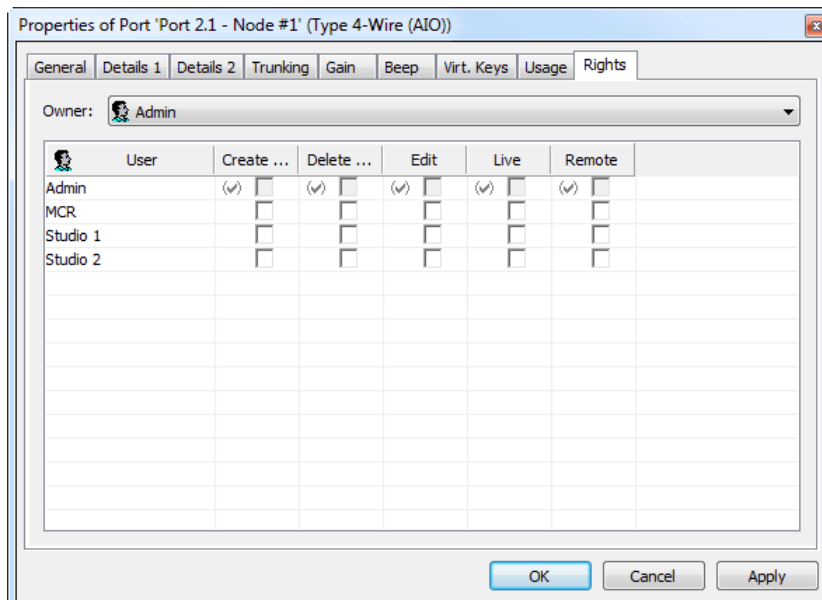 Properties of Port 'Port 2.1 - Node #1' (Type 4-Wire (AIO))
General Details 1 Details 2 Trunking Gain Beep Virt. Keys Usage Rights
Owner: Admin
User Create ... Delete ... Edit Live Remote
Admin
MCR
Studio 1
Studio 2
OK Cancel Apply